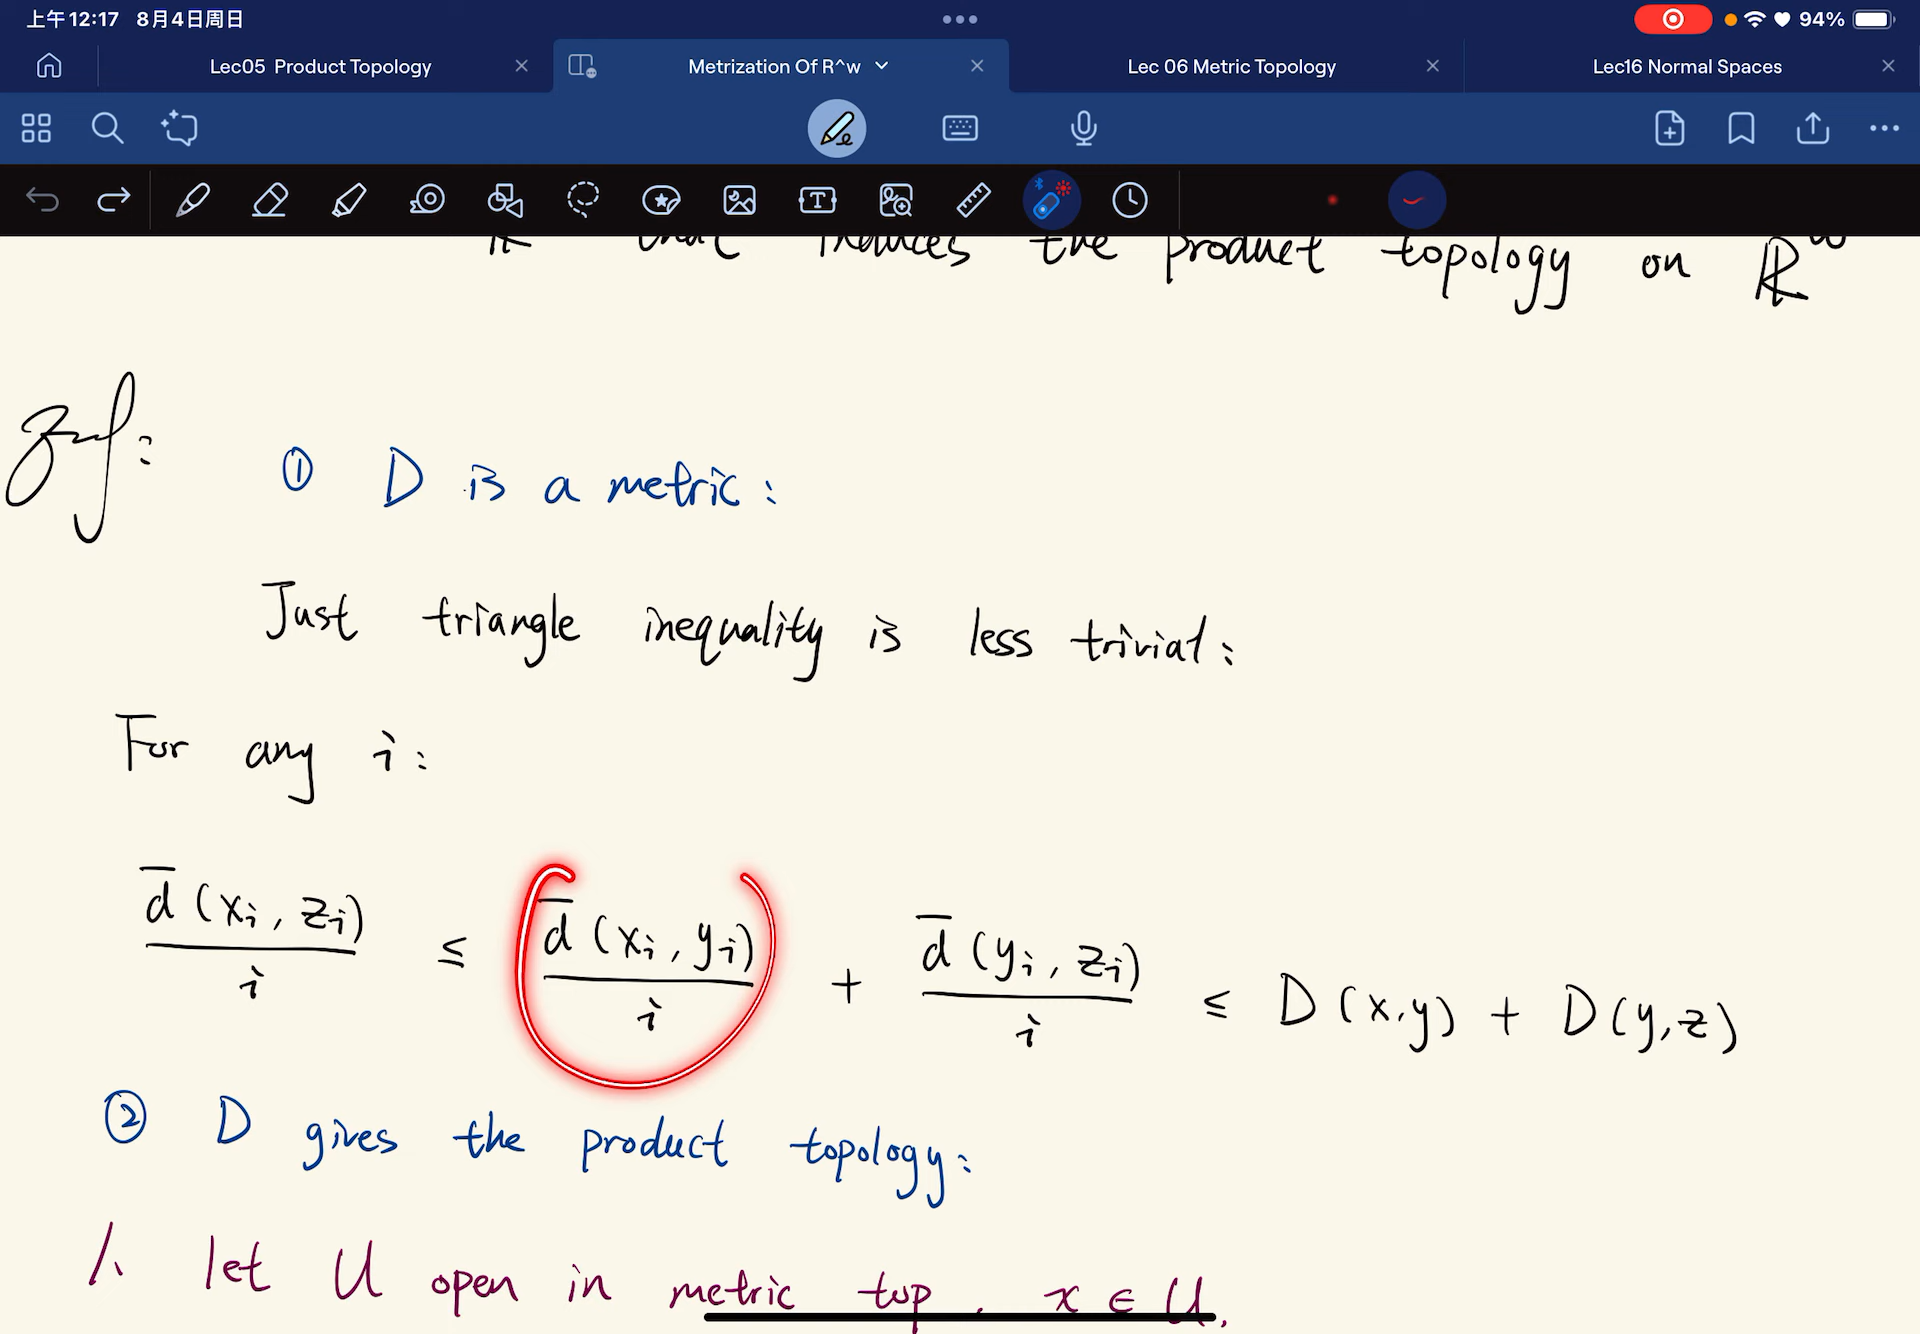 上午12:17 8月4日周日 94%
Lec05 Product Topology Metrization Of R^w Lec 06 Metric Topology Lec16 Normal Spaces
that induces the product topology on ℝ^ω
① D is a metric:
Just triangle inequality is less trivial:
For any i:
d̅(xi, zi)/i ≤ d̅(xi, yi)/i + d̅(yi, zi)/i ≤ D(x,y) + D(y,z)
② D gives the product topology:
1. let U open in metric top, x ∈ U.